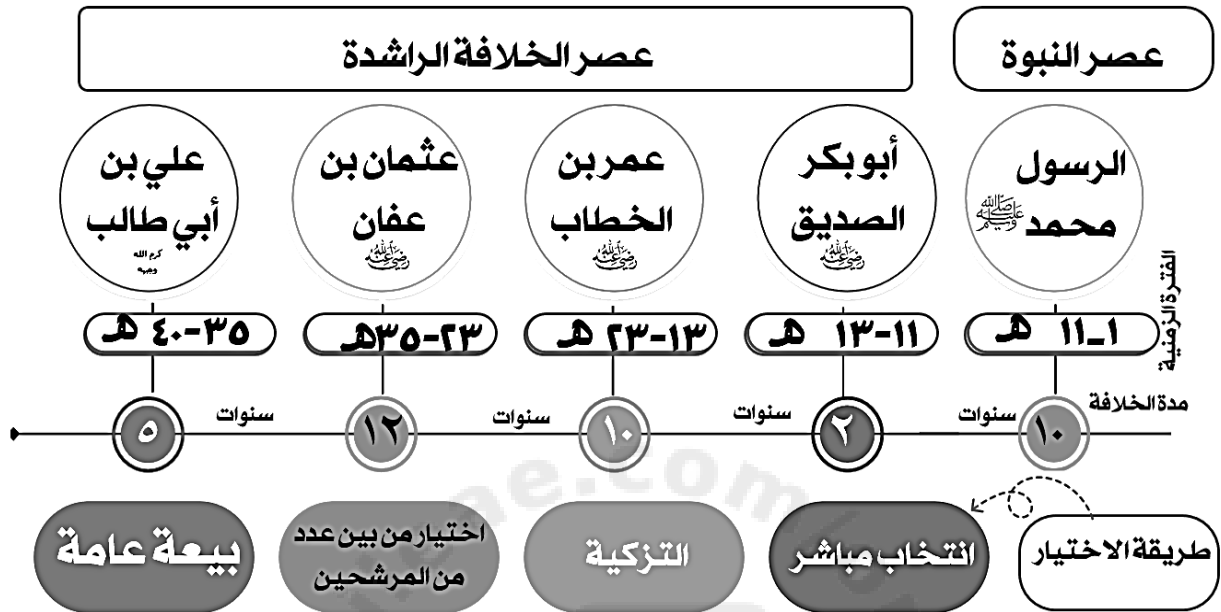 عصر النبوة
عصر الخلافة الراشدة
الرسول
محمد ﷺ
أبو بكر
الصديق
رضي الله عنه
عمر بن
الخطاب
رضي الله عنه
عثمان بن
عفان
رضي الله عنه
علي بن
أبي طالب
كرم الله
وجهه
الفترة الزمنية
١_١١ هـ
١١-١٣ هـ
١٣-٢٣ هـ
٢٣-٣٥هـ
٣٥-٤٠ هـ
مدة الخلافة
١٠
سنوات
٢
سنوات
١٠
سنوات
١٢
سنوات
٥
طريقة الاختيار
انتخاب مباشر
التزكية
اختيار من بين عدد
من المرشحين
بيعة عامة
ae.com